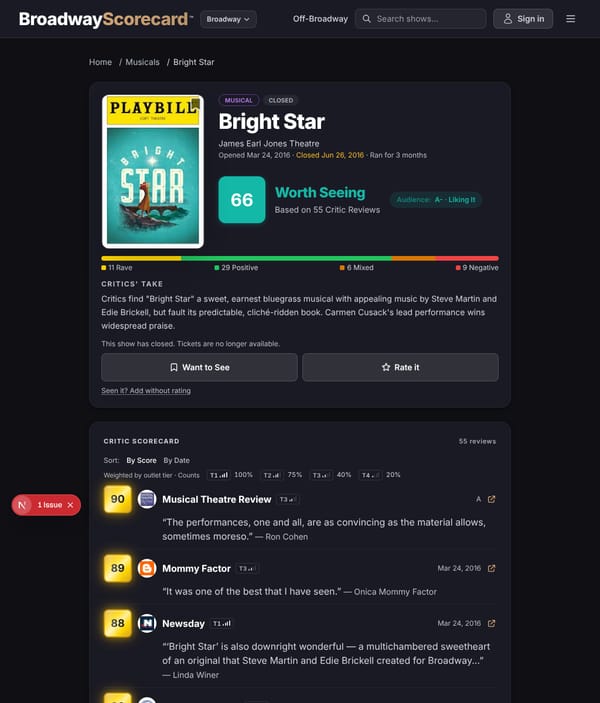 BroadwayScorecard™ Broadway Off-Broadway Search shows... Sign in
Home / Musicals / Bright Star
PLAYBILL
CORT THEATRE
BRIGHT
STAR
MUSICAL CLOSED
Bright Star
James Earl Jones Theatre
Opened Mar 24, 2016 · Closed Jun 26, 2016 · Ran for 3 months
66 Worth Seeing
Based on 55 Critic Reviews
Audience: A- · Liking It
11 Rave 29 Positive 6 Mixed 9 Negative
CRITICS' TAKE
Critics find "Bright Star" a sweet, earnest bluegrass musical with appealing music by Steve Martin and
Edie Brickell, but fault its predictable, cliché-ridden book. Carmen Cusack's lead performance wins
widespread praise.
This show has closed. Tickets are no longer available.
Want to See Rate it
Seen it? Add without rating
CRITIC SCORECARD 55 reviews
Sort: By Score By Date
Weighted by outlet tier · Counts T1 100% T2 75% T3 40% T4 20%
N 1 Issue
90 Musical Theatre Review T3 A
“The performances, one and all, are as convincing as the material allows,
sometimes moreso.” — Ron Cohen
89 Mommy Factor T3 Mar 24, 2016
“It was one of the best that I have seen.” — Onica Mommy Factor
88 N Newsday T1 Mar 24, 2016
“‘Bright Star’ is also downright wonderful — a multichambered sweetheart
of an original that Steve Martin and Edie Brickell created for Broadway...”
— Linda Winer